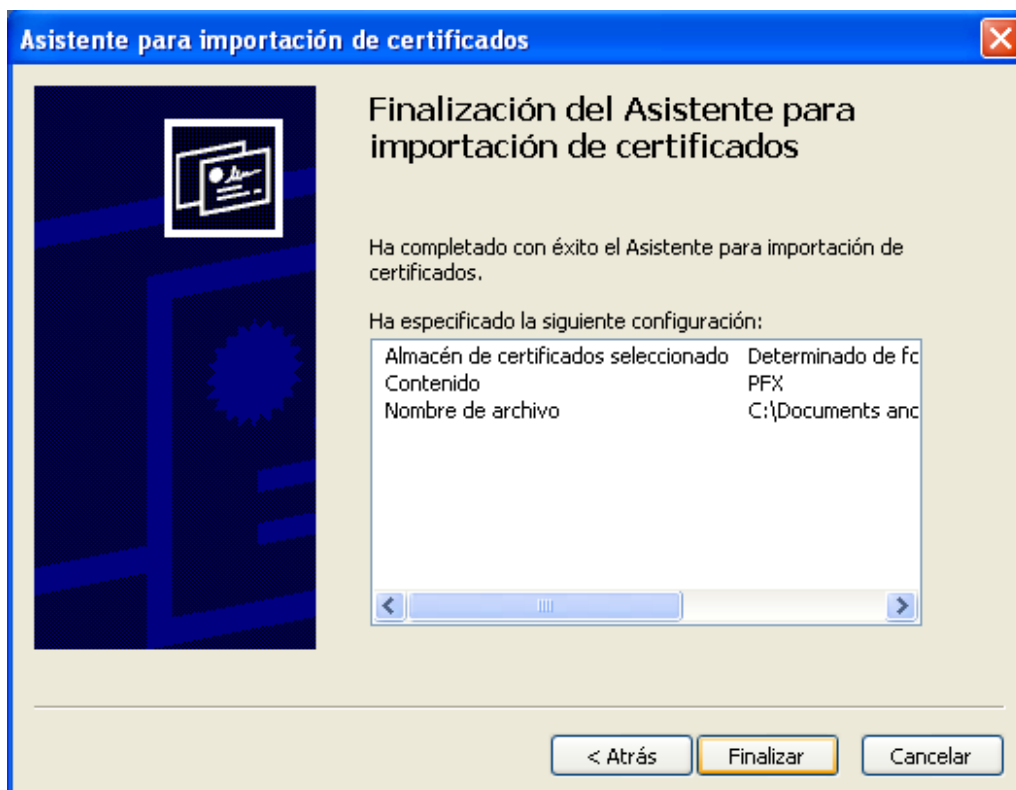 Asistente para importación de certificados
Finalización del Asistente para
importación de certificados
Ha completado con éxito el Asistente para importación de
certificados.
Ha especificado la siguiente configuración:
Almacén de certificados seleccionado Determinado de
Contenido PFX
Nombre de archivo C:\Documents
< Atrás Finalizar Cancelar